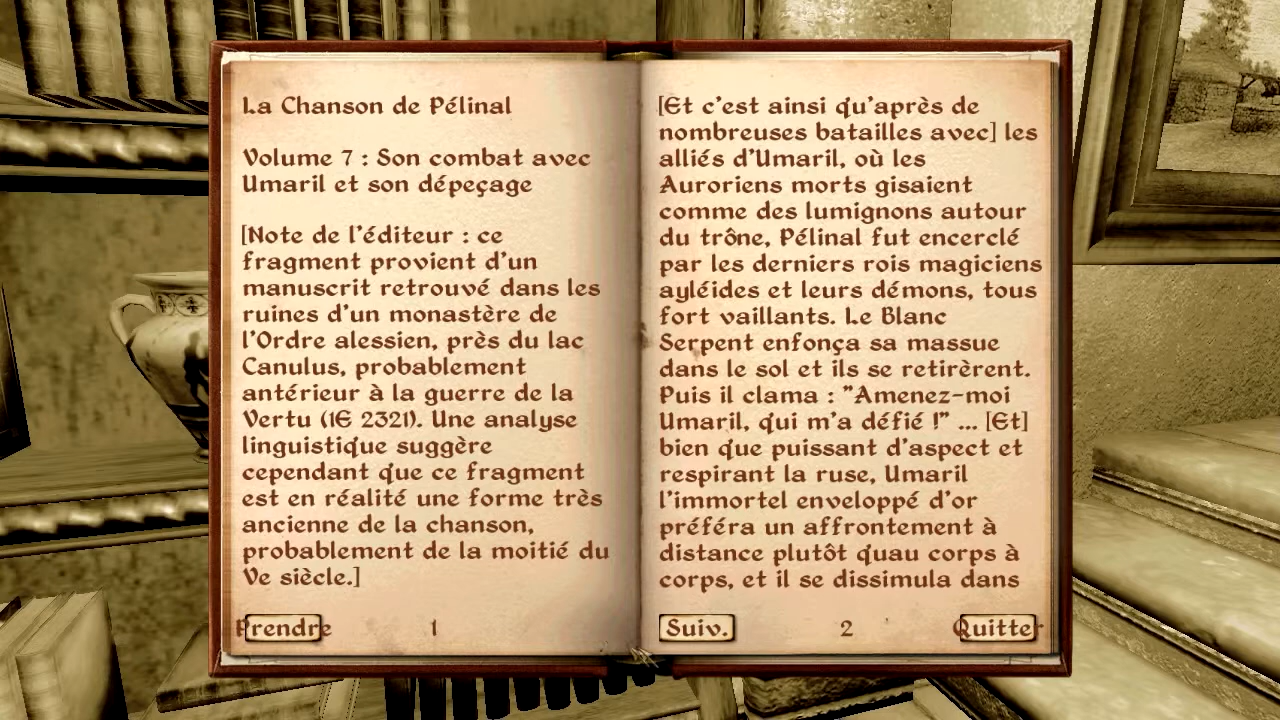 La Chanson de Pélinal
Volume 7 : Son combat avec
Umaril et son dépeçage
[Note de l'éditeur : ce
fragment provient d'un
manuscrit retrouvé dans les
ruines d'un monastère de
l'Ordre alessien, près du lac
Canulus, probablement
antérieur à la guerre de la
Vertu (1E 2321). Une analyse
linguistique suggère
cependant que ce fragment
est en réalité une forme très
ancienne de la chanson,
probablement de la moitié du
Ve siècle.]
Prendre
1
[Et c'est ainsi qu'après de
nombreuses batailles avec] les
alliés d'Umaril, où les
Auroriens morts gisaient
comme des lumignons autour
du trône, Pélinal fut encerclé
par les derniers rois magiciens
ayléides et leurs démons, tous
fort vaillants. Le Blanc
Serpent enfonça sa massue
dans le sol et ils se retirèrent.
Puis il clama : "Amenez-moi
Umaril, qui m'a défié !" ... [Et]
bien que puissant d'aspect et
respirant la ruse, Umaril
l'immortel enveloppé d'or
préféra un affrontement à
distance plutôt quau corps à
corps, et il se dissimula dans
Suiv.
2
Quitter